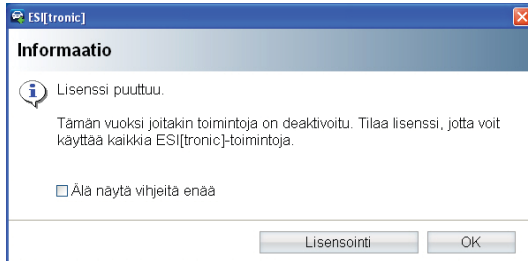 ESI[tronic]
Informaatio
Lisenssi puuttuu.
Tämän vuoksi joitakin toimintoja on deaktivoitu. Tilaa lisenssi, jotta voit
käyttää kaikkia ESI[tronic]-toimintoja.
Älä näytä vihjeitä enää
Lisensointi
OK